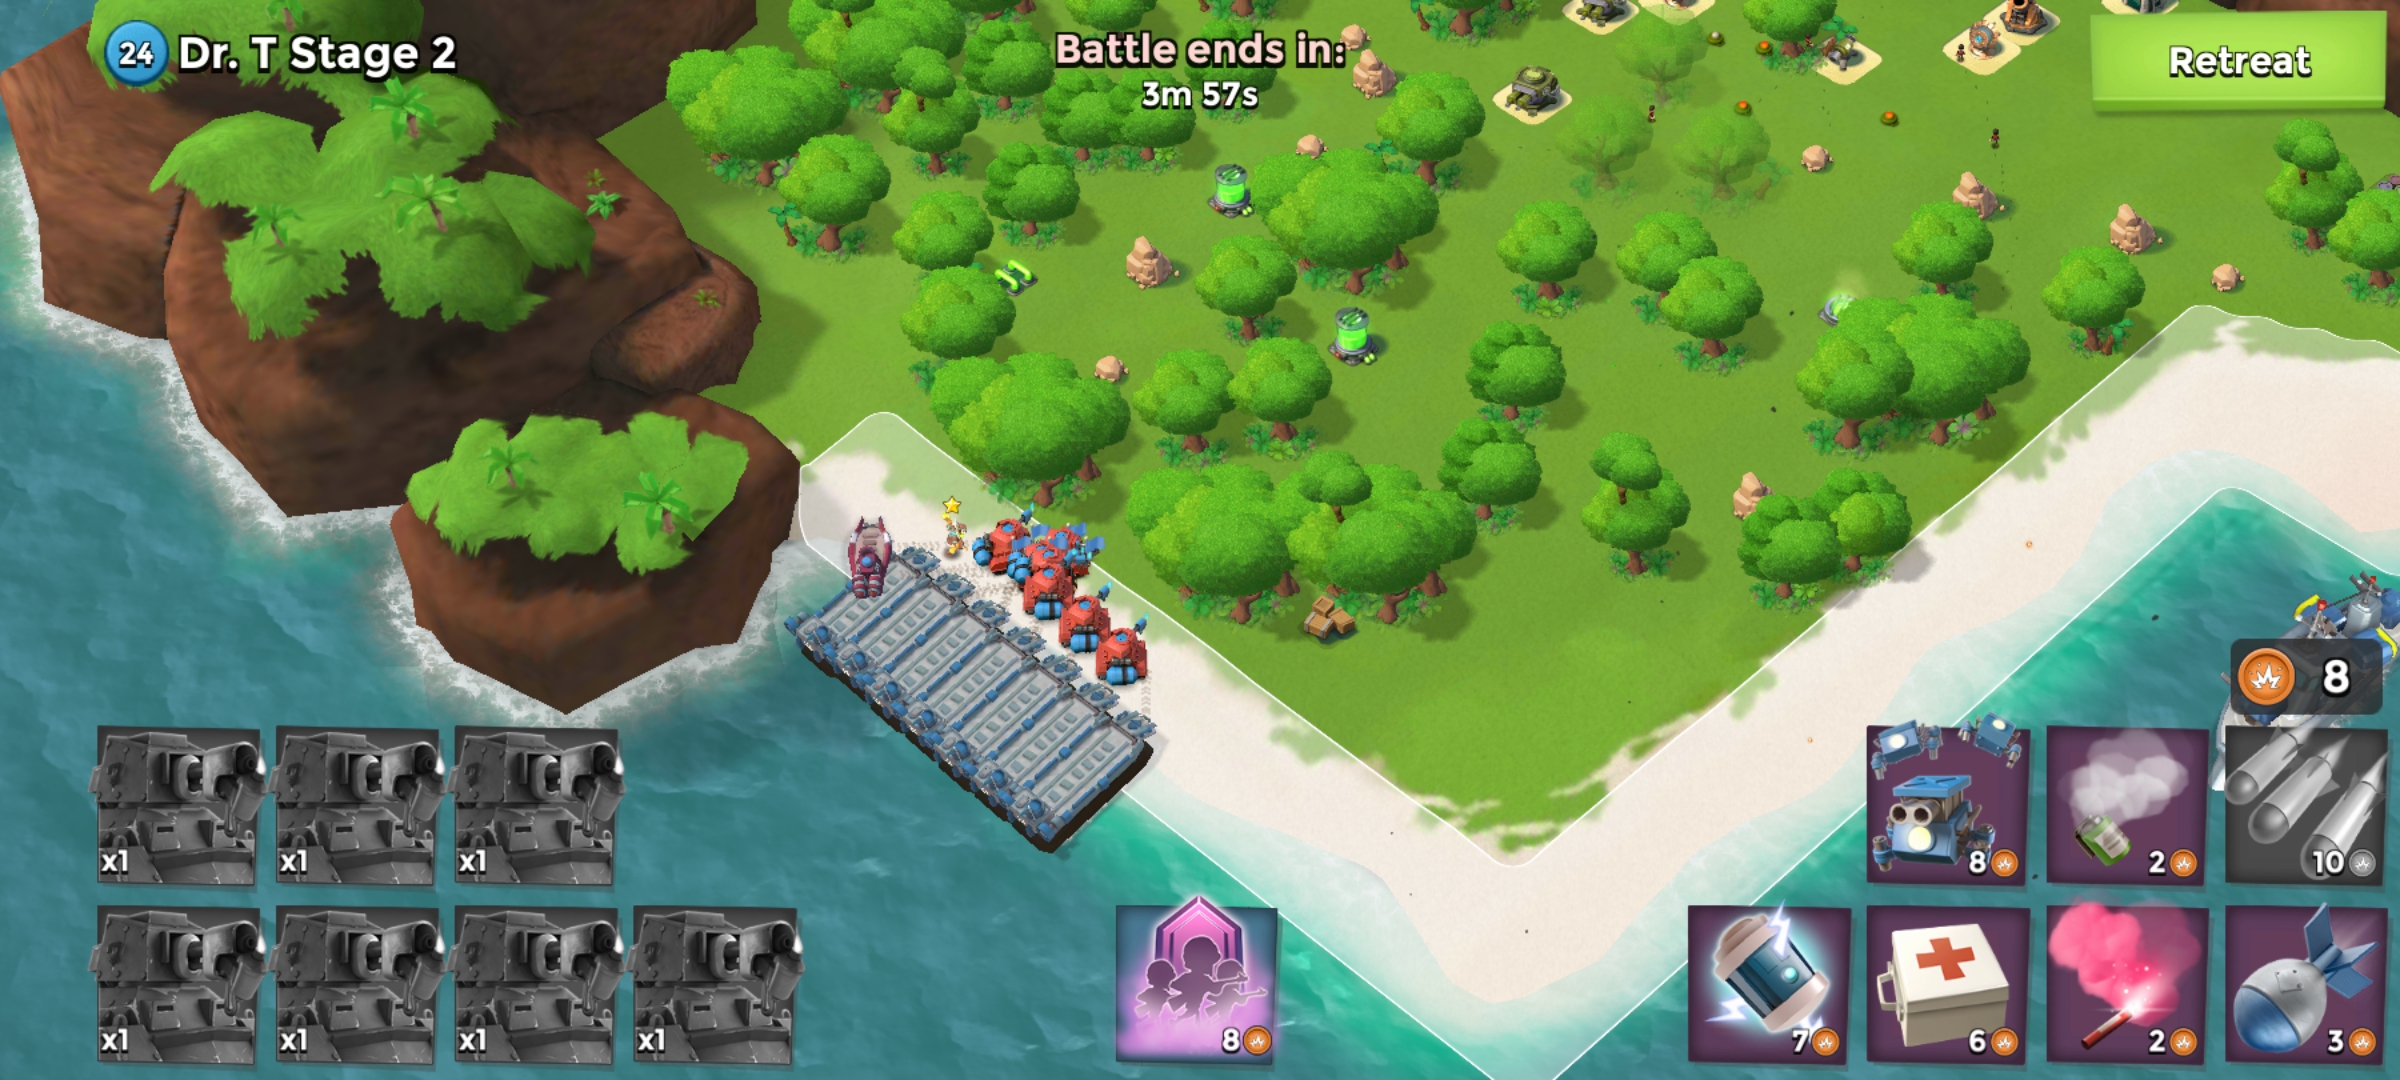 24 Dr. T Stage 2
Battle ends in:
3m 57s
Retreat
8
x1 x1 x1
8 2 10
x1 x1 x1 x1
8
7 6 2 3